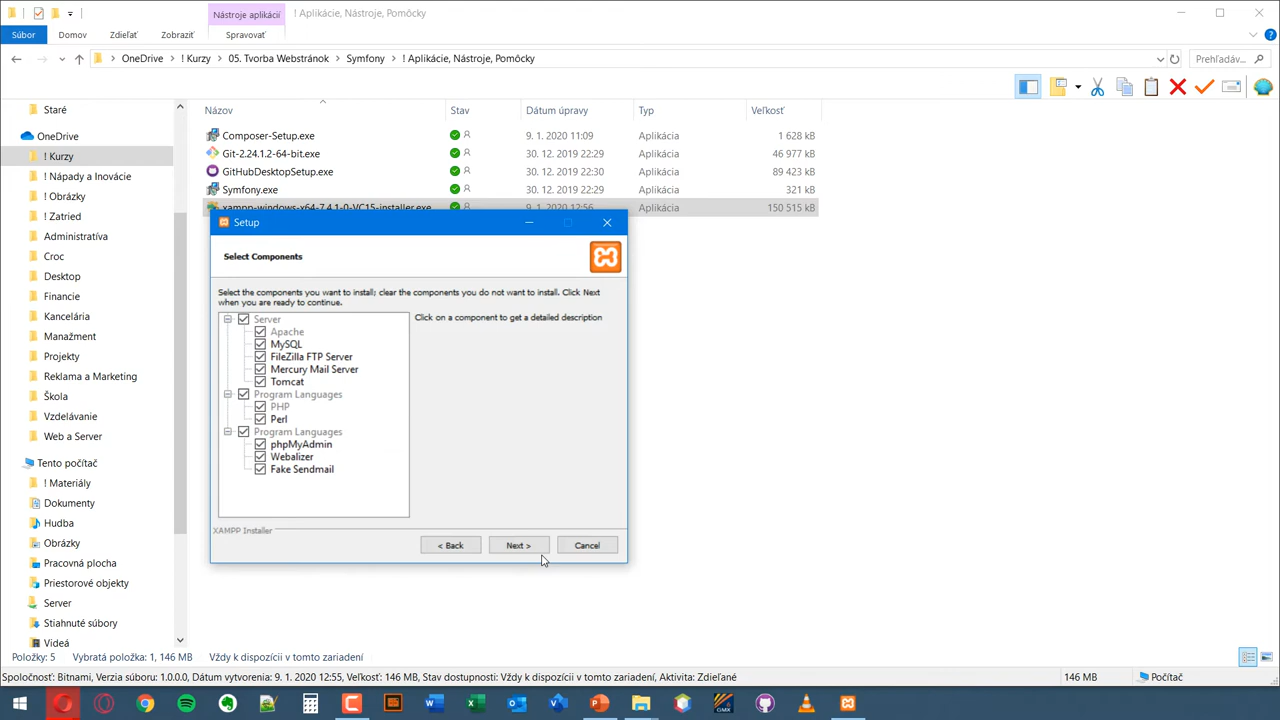 Nástroje aplikácií
! Aplikácie, Nástroje, Pomôcky
Súbor
Domov
Zdieľať
Zobraziť
Spravovať
OneDrive
! Kurzy
05. Tvorba Webstránok
Symfony
! Aplikácie, Nástroje, Pomôcky
Prehľadáv...
Názov
Stav
Dátum úpravy
Typ
Veľkosť
Composer-Setup.exe
9. 1. 2020 11:09
Aplikácia
1 628 kB
Git-2.24.1.2-64-bit.exe
30. 12. 2019 22:29
Aplikácia
46 977 kB
GitHubDesktopSetup.exe
30. 12. 2019 22:30
Aplikácia
89 423 kB
Symfony.exe
30. 12. 2019 22:29
Aplikácia
321 kB
xampp-windows-x64-7.4.1-0-VC15-installer.exe
9. 1. 2020 12:56
Aplikácia
150 515 kB
Staré
OneDrive
! Kurzy
! Nápady a Inovácie
! Obrázky
! Zatried
Administratíva
Croc
Desktop
Financie
Kancelária
Manažment
Projekty
Reklama a Marketing
Škola
Vzdelávanie
Web a Server
Tento počítač
! Materiály
Dokumenty
Hudba
Obrázky
Pracovná plocha
Priestorové objekty
Server
Stiahnuté súbory
Videá
Setup
Select Components
Select the components you want to install; clear the components you do not want to install. Click Next
when you are ready to continue.
Server
Apache
MySQL
FileZilla FTP Server
Mercury Mail Server
Tomcat
Program Languages
PHP
Perl
Program Languages
phpMyAdmin
Webalizer
Fake Sendmail
Click on a component to get a detailed description
XAMPP Installer
< Back
Next >
Cancel
Položky: 5
Vybratá položka: 1, 146 MB
Vždy k dispozícii v tomto zariadení
Spoločnosť: Bitnami, Verzia súboru: 1.0.0.0, Dátum vytvorenia: 9. 1. 2020 12:55, Veľkosť: 146 MB, Stav dostupnosti: Vždy k dispozícii v tomto zariadení, Aktivita: Zdieľané
146 MB
Počítač
GMX